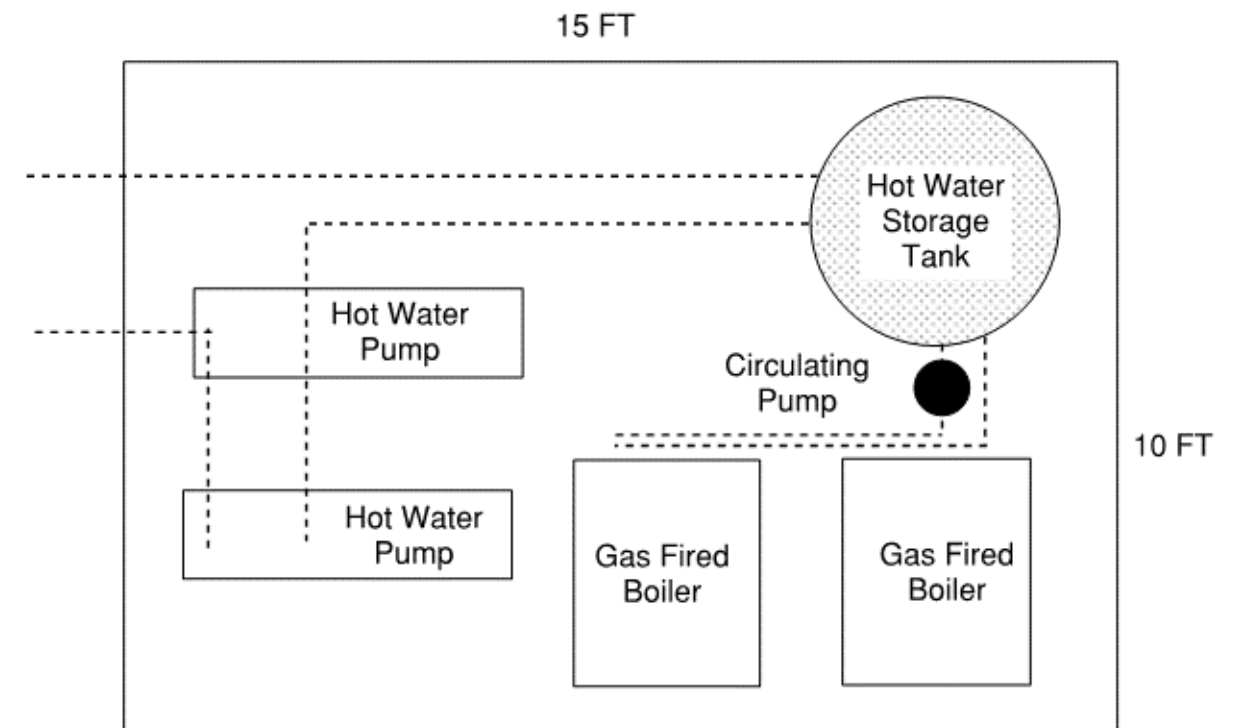 15 FT
Hot Water
Storage
Tank
Hot Water
Pump
Circulating
Pump
10 FT
Hot Water
Pump
Gas Fired
Boiler
Gas Fired
Boiler